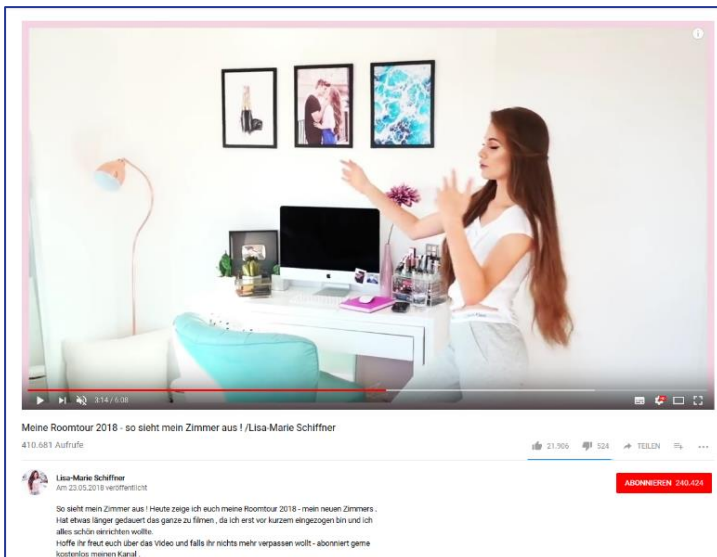 3:14 / 6:08
Meine Roomtour 2018 - so sieht mein Zimmer aus ! /Lisa-Marie Schiffner
410.681 Aufrufe
21.906
524
TEILEN
Lisa-Marie Schiffner
Am 23.05.2018 veröffentlicht
ABONNIEREN 240.424
So sieht mein Zimmer aus ! Heute zeige ich euch meine Roomtour 2018 - mein neuen Zimmers .
Hat etwas länger gedauert das ganze zu filmen , da ich erst vor kurzem eingezogen bin und ich
alles schön einrichten wollte.
Hoffe ihr freut euch über das Video und falls ihr nichts mehr verpassen wollt - abonniert gerne
kostenlos meinen Kanal .